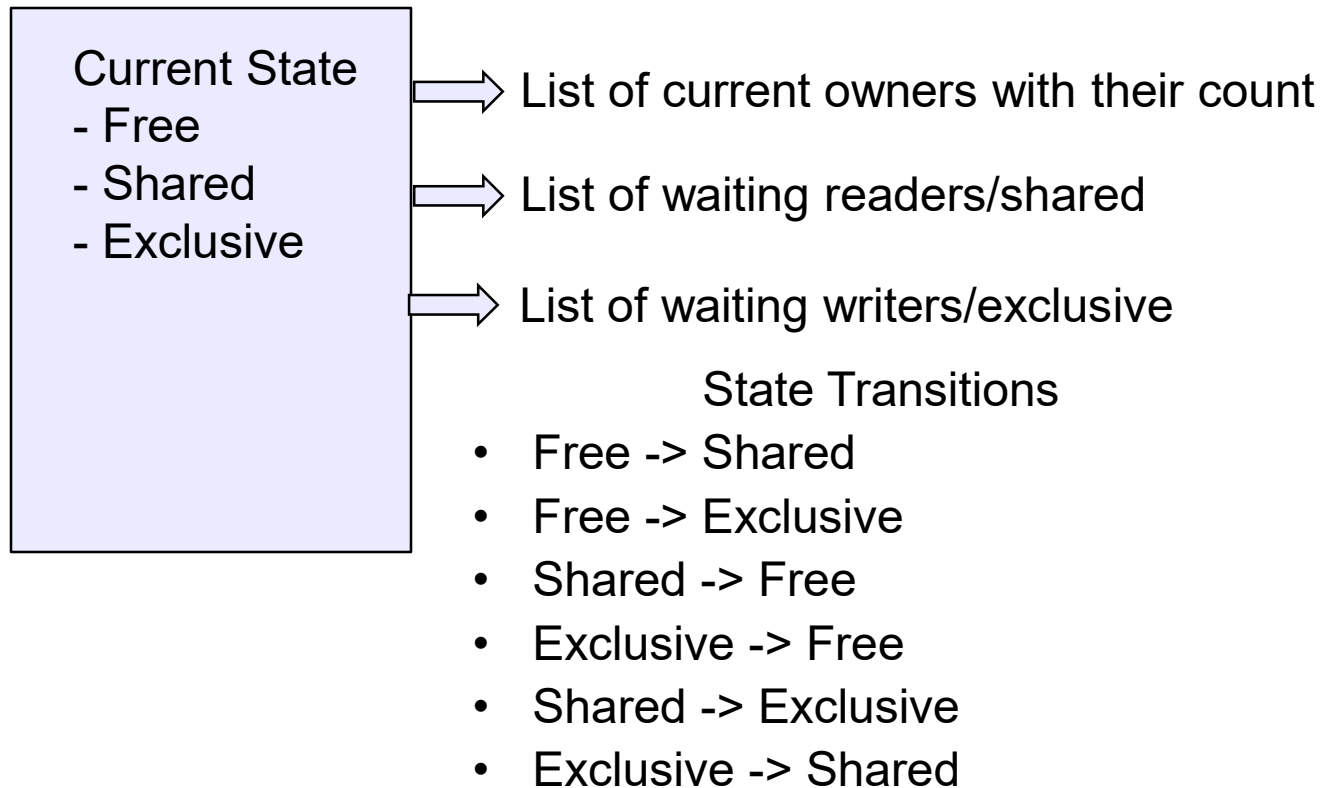 Current State
- Free
- Shared
- Exclusive
List of current owners with their count
List of waiting readers/shared
List of waiting writers/exclusive
State Transitions
• Free -> Shared
• Free -> Exclusive
• Shared -> Free
• Exclusive -> Free
• Shared -> Exclusive
• Exclusive -> Shared